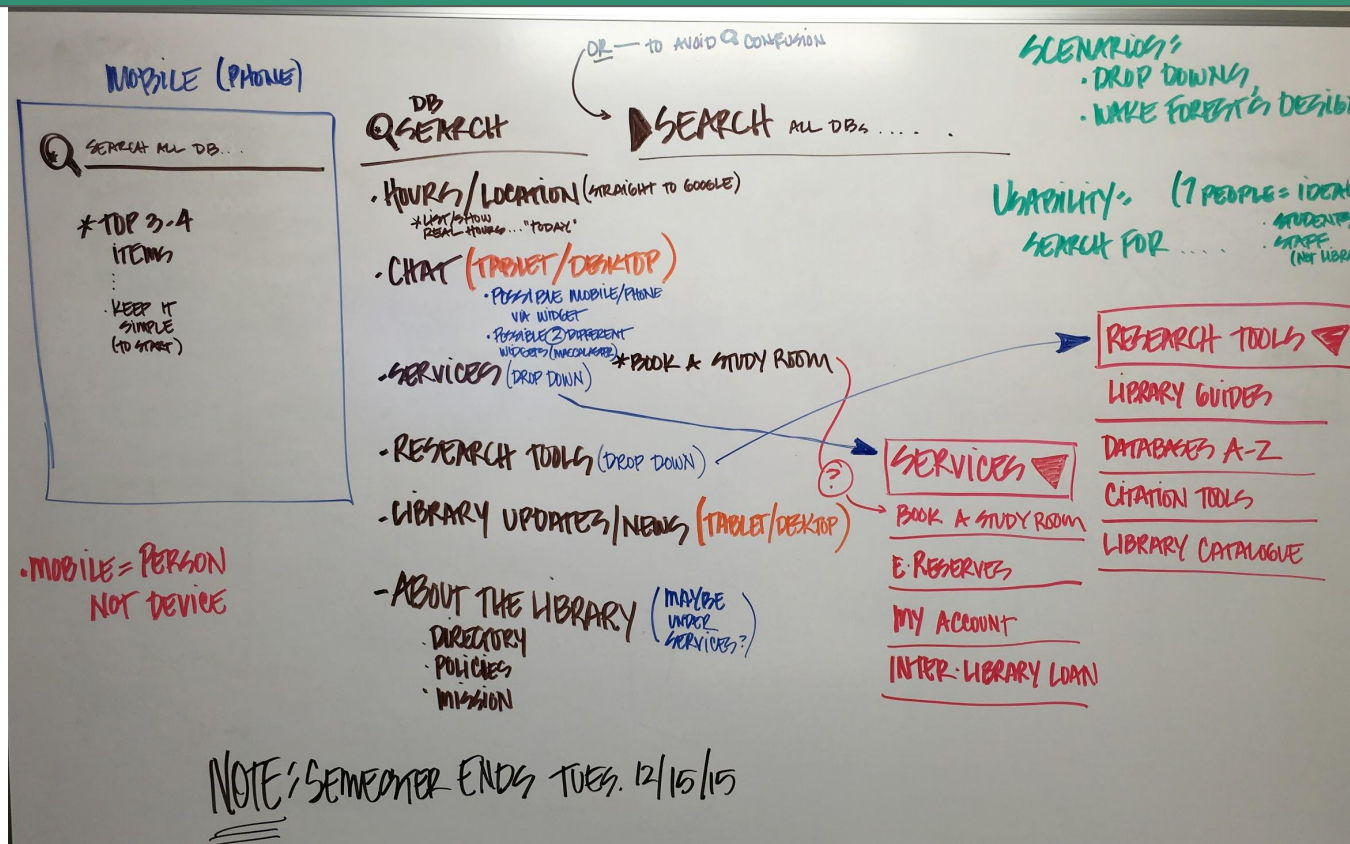 MOBILE (PHONE)
SEARCH ALL DB...
* TOP 3-4
ITEMS
:
· KEEP IT
SIMPLE
(TO START)
· MOBILE = PERSON
NOT DEVICE
OR — TO AVOID CONFUSION
DB
SEARCH
SEARCH ALL DBs .... .
· HOURS/LOCATION (STRAIGHT TO GOOGLE)
* LIST/SHOW
REAL HOURS... "TODAY"
· CHAT (TABLET/DESKTOP)
· POSSIBLE MOBILE/PHONE
VIA WIDGET
· POSSIBLE 2 DIFFERENT
WIDGETS (MACCALASTER)
- SERVICES (DROP DOWN) * BOOK A STUDY ROOM
- RESEARCH TOOLS (DROP DOWN)
- LIBRARY UPDATES/NEWS (TABLET/DESKTOP)
- ABOUT THE LIBRARY (MAYBE
UNDER
SERVICES?)
· DIRECTORY
· POLICIES
· MISSION
?
SERVICES
BOOK A STUDY ROOM
E-RESERVES
MY ACCOUNT
INTER-LIBRARY LOAN
SCENARIOS:
· DROP DOWNS,
· WAKE FOREST'S DESIG
USABILITY: (7 PEOPLE = IDEA
SEARCH FOR ....
· STUDENTS
· STAFF
(NOT LIBRA
RESEARCH TOOLS
LIBRARY GUIDES
DATABASES A-Z
CITATION TOOLS
LIBRARY CATALOGUE
NOTE: SEMESTER ENDS TUES. 12/15/15